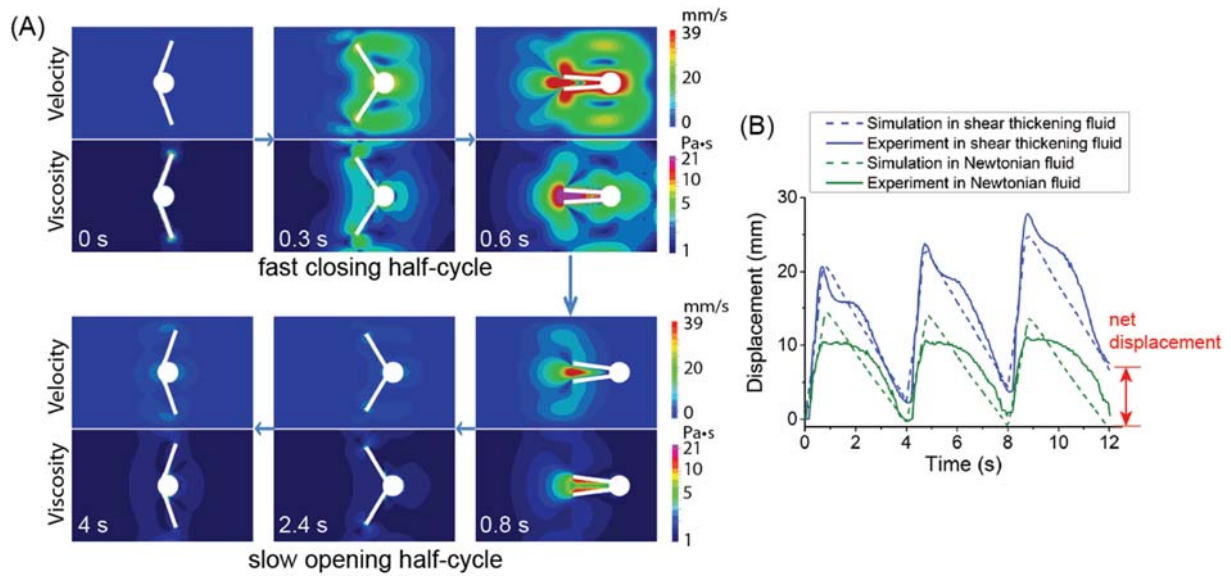 (A)
Velocity
Viscosity
0 s
0.3 s
0.6 s
mm/s
39
20
0
Pa•s
21
10
5
1
fast closing half-cycle
Velocity
Viscosity
4 s
2.4 s
0.8 s
mm/s
39
20
0
Pa•s
21
10
5
1
slow opening half-cycle
(B)
Simulation in shear thickening fluid
Experiment in shear thickening fluid
Simulation in Newtonian fluid
Experiment in Newtonian fluid
Displacement (mm)
30
20
10
0
0 2 4 6 8 10 12
Time (s)
net
displacement